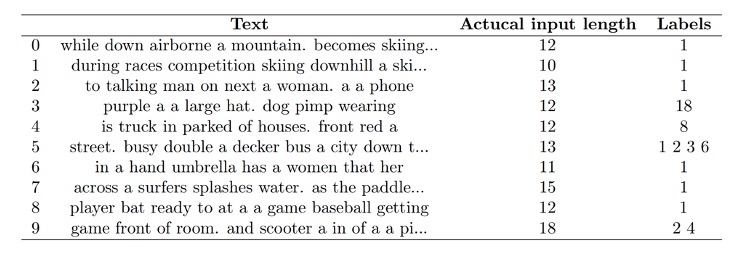 Text Actucal input length Labels
0 while down airborne a mountain. becomes skiing... 12 1
1 during races competition skiing downhill a ski... 10 1
2 to talking man on next a woman. a a phone 13 1
3 purple a a large hat. dog pimp wearing 12 18
4 is truck in parked of houses. front red a 12 8
5 street. busy double a decker bus a city down t... 13 1 2 3 6
6 in a hand umbrella has a women that her 11 1
7 across a surfers splashes water. as the paddle... 15 1
8 player bat ready to at a a game baseball getting 12 1
9 game front of room. and scooter a in of a a pi... 18 2 4